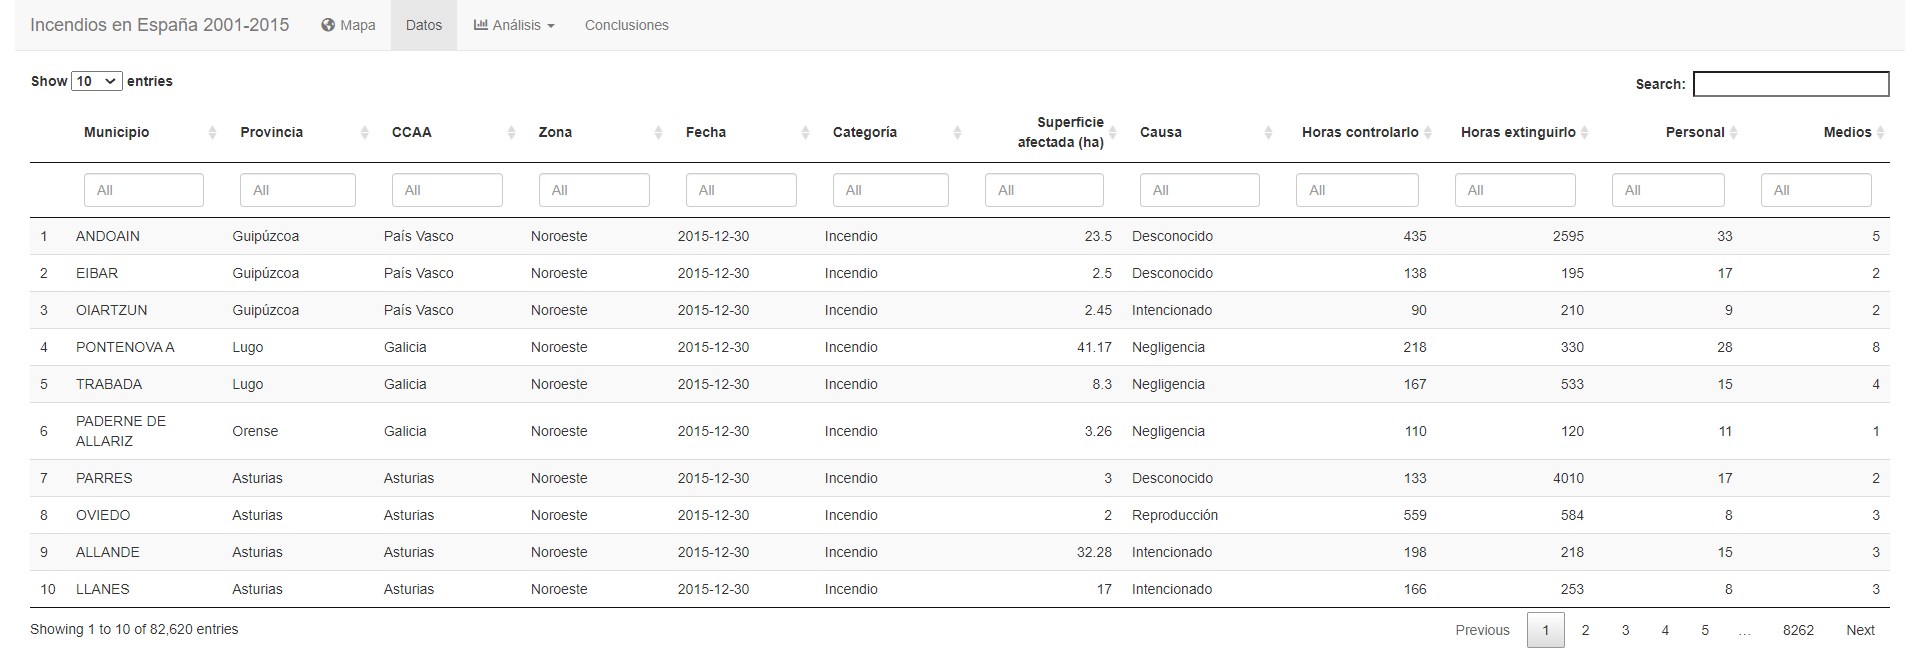 Incendios en España 2001-2015 Mapa Datos Análisis Conclusiones
Show 10 entries Search:
Municipio Provincia CCAA Zona Fecha Categoría Superficie afectada (ha) Causa Horas controlarlo Horas extinguirlo Personal Medios
All All All All All All All All All All All All
1 ANDOAIN Guipúzcoa País Vasco Noroeste 2015-12-30 Incendio 23.5 Desconocido 435 2595 33 5
2 EIBAR Guipúzcoa País Vasco Noroeste 2015-12-30 Incendio 2.5 Desconocido 138 195 17 2
3 OIARTZUN Guipúzcoa País Vasco Noroeste 2015-12-30 Incendio 2.45 Intencionado 90 210 9 2
4 PONTENOVA A Lugo Galicia Noroeste 2015-12-30 Incendio 41.17 Negligencia 218 330 28 8
5 TRABADA Lugo Galicia Noroeste 2015-12-30 Incendio 8.3 Negligencia 167 533 15 4
6 PADERNE DE ALLARIZ Orense Galicia Noroeste 2015-12-30 Incendio 3.26 Negligencia 110 120 11 1
7 PARRES Asturias Asturias Noroeste 2015-12-30 Incendio 3 Desconocido 133 4010 17 2
8 OVIEDO Asturias Asturias Noroeste 2015-12-30 Incendio 2 Reproducción 559 584 8 3
9 ALLANDE Asturias Asturias Noroeste 2015-12-30 Incendio 32.28 Intencionado 198 218 15 3
10 LLANES Asturias Asturias Noroeste 2015-12-30 Incendio 17 Intencionado 166 253 8 3
Showing 1 to 10 of 82,620 entries Previous 1 2 3 4 5 … 8262 Next